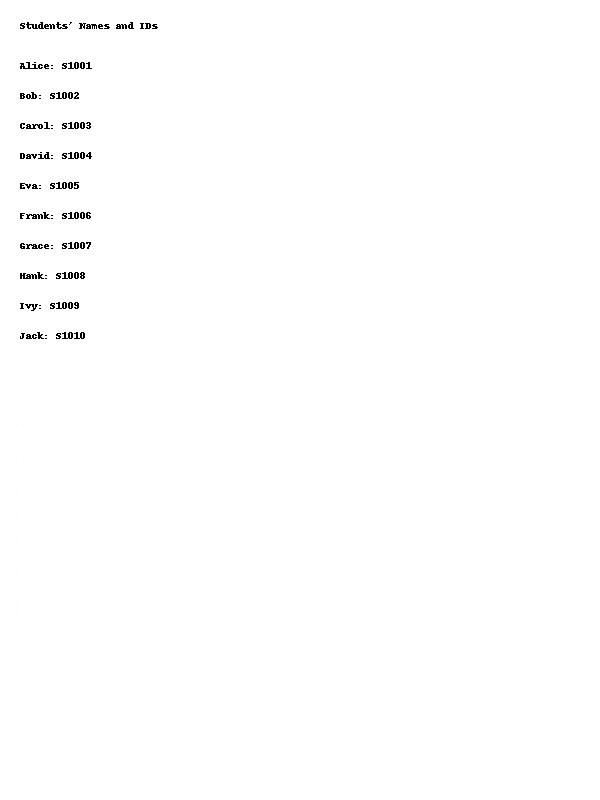 Students' Names and IDs
Alice: S1001
Bob: S1002
Carol: S1003
David: S1004
Eva: S1005
Frank: S1006
Grace: S1007
Hank: S1008
Ivy: S1009
Jack: S1010